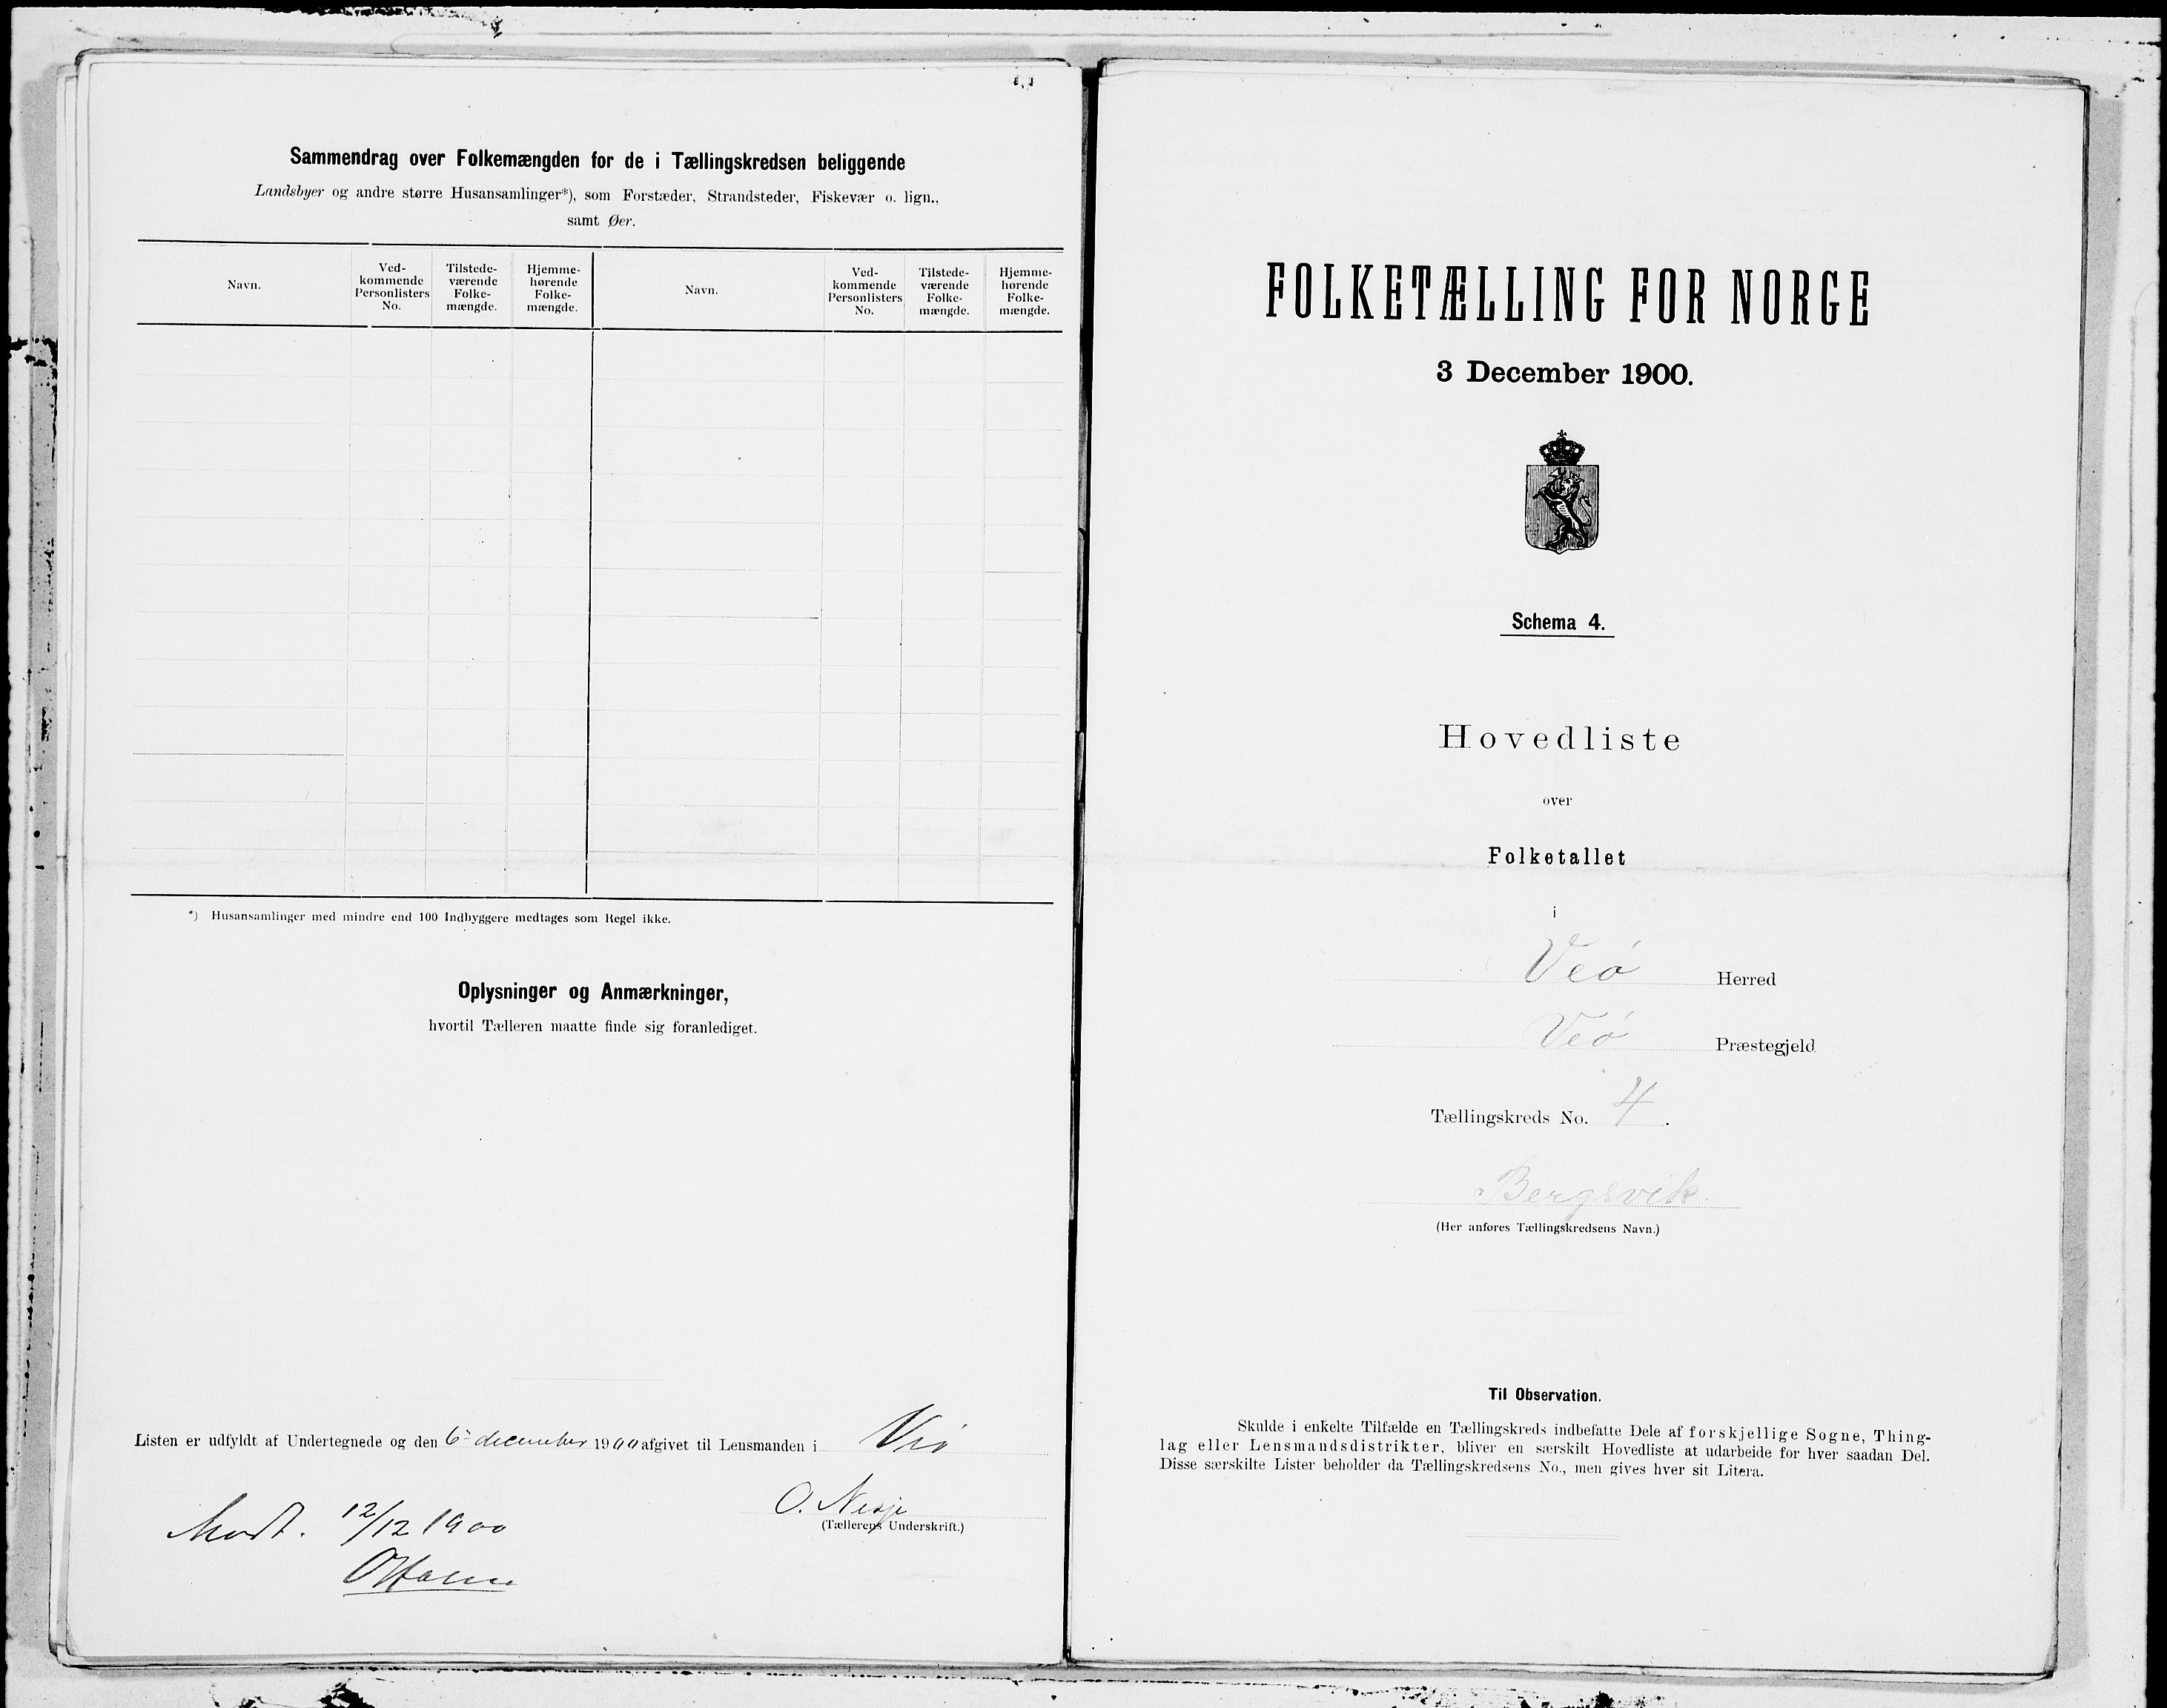 Sammendrag over Folkemængden for de i Tællingskredsen beliggende
Landsbyer og andre større Husansamlinger*), som Forstæder, Strandsteder, Fiskevær o. lign.,
samt Øer.
Navn.
Ved-
kommende
Personlisters
No.
Tilstede-
værende
Folke-
mængde.
Hjemme-
hørende
Folke-
mængde.
Navn.
Ved-
kommende
Personlisters
No.
Tilstede-
værende
Folke-
mængde.
Hjemme-
hørende
Folke-
mængde.
*) Husansamlinger med mindre end 100 Indbyggere medtages som Regel ikke.
Oplysninger og Anmærkninger,
hvortil Tælleren maatte finde sig foranlediget.
Listen er udfyldt af Undertegnede og den 6te december 1900 afgivet til Lensmanden i Veø
O. Nesje
(Tællerens Underskrift.)
Modt. 12/12 1900
FOLKETÆLLING FOR NORGE
3 December 1900.
Schema 4.
Hovedliste
over
Folketallet
i
Veø Herred
Veø Præstegjeld
Tællingskreds No. 4.
Bergsvik
(Her anføres Tællingskredsens Navn.)
Til Observation.
Skulde i enkelte Tilfælde en Tællingskreds indbefatte Dele af forskjellige Sogne, Thing-
lag eller Lensmandsdistrikter, bliver en særskilt Hovedliste at udarbeide for hver saadan Del.
Disse særskilte Lister beholder da Tællingskredsens No., men gives hver sit Litera.